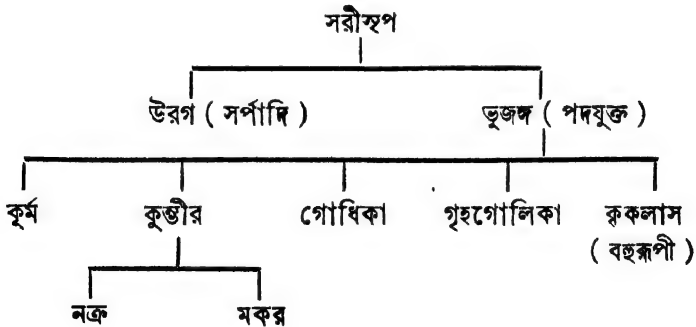 সরীসৃপ
উরগ ( সর্পাদি ) ভুজঙ্গ ( পদযুক্ত )
কূর্ম কুম্ভীর গোধিকা গৃহগোলিকা কৃকলাস
( বহুরূপী )
নক্র মকর